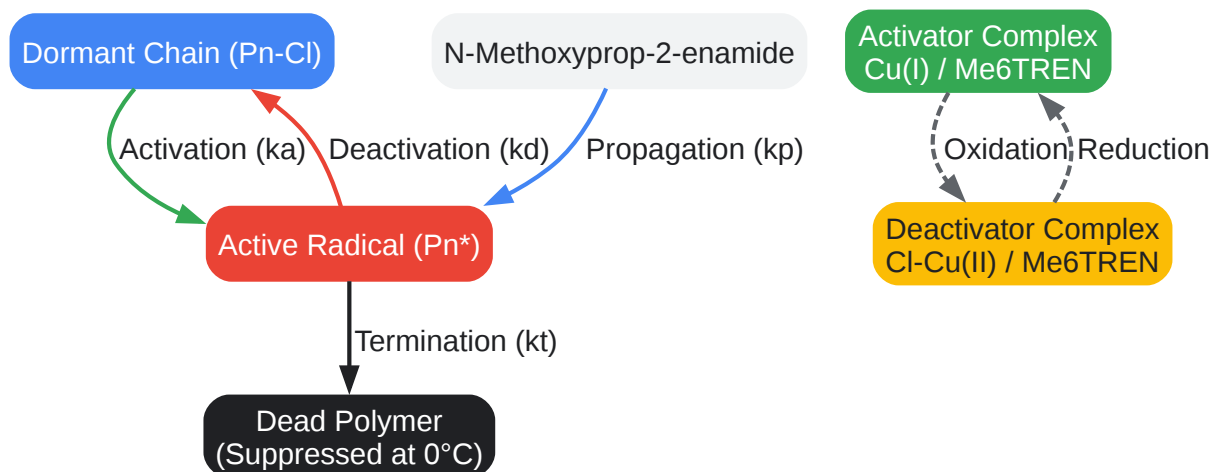 Dormant Chain (Pn-Cl)
N-Methoxyprop-2-enamide
Activator Complex
Cu(I) / Me6TREN
Activation (ka)
Deactivation (kd)
Propagation (kp)
Oxidation
Reduction
Active Radical (Pn*)
Deactivator Complex
Cl-Cu(II) / Me6TREN
Termination (kt)
Dead Polymer
(Suppressed at 0°C)